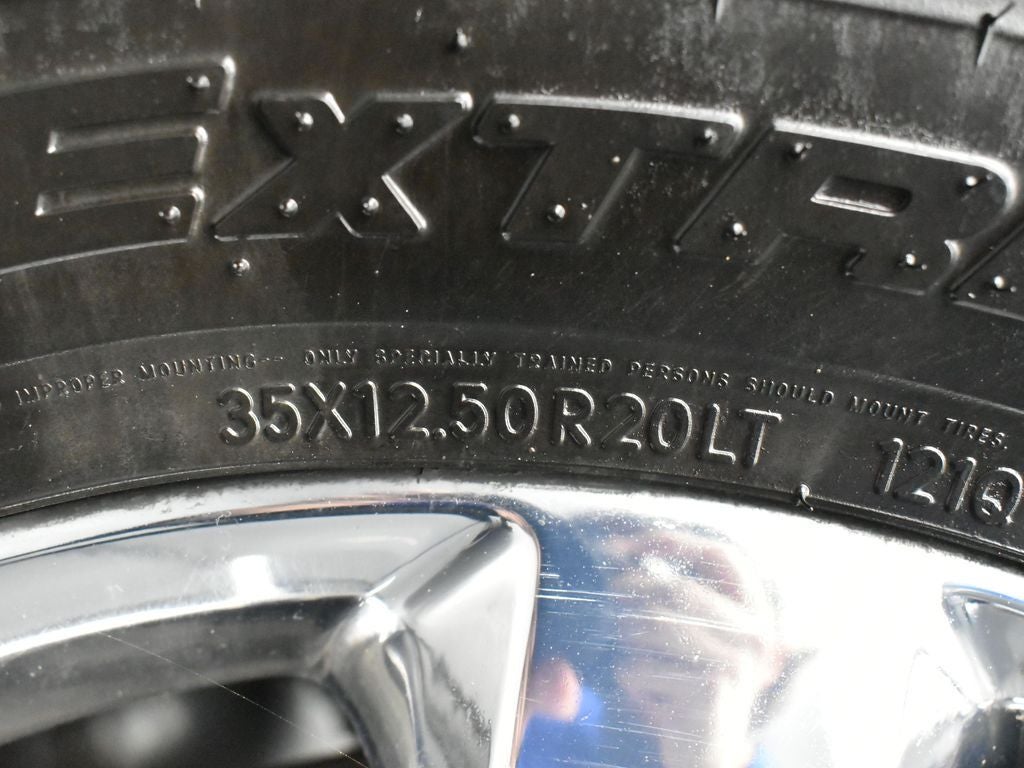 EXTR
IMPROPER MOUNTING-- ONLY SPECIALLY TRAINED PERSONS SHOULD MOUNT TIRES.
35X12.50R20LT 121Q